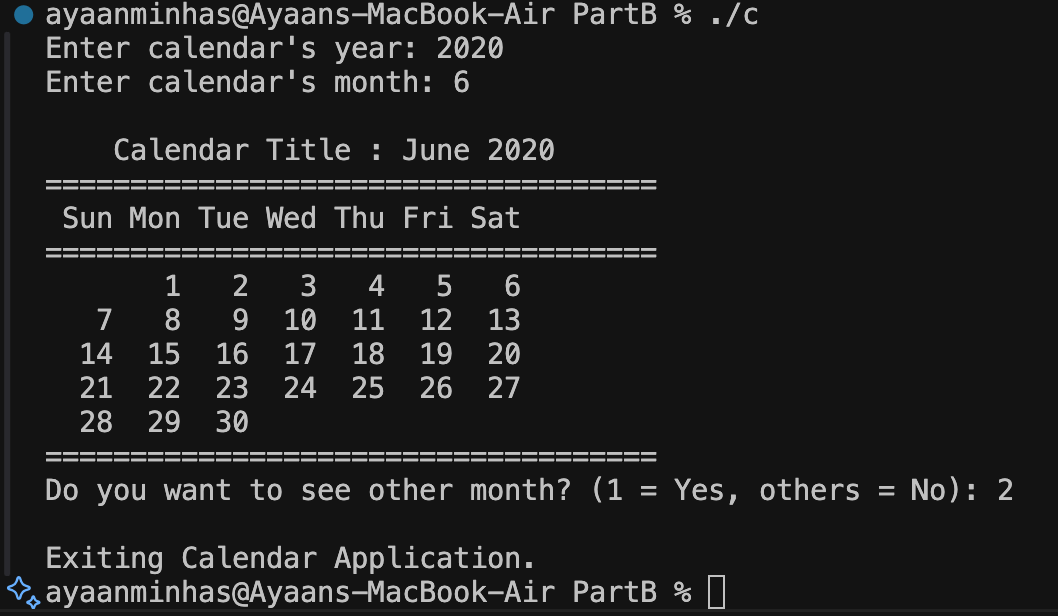 ayaanminhas@Ayaans-MacBook-Air PartB % ./c
Enter calendar's year: 2020
Enter calendar's month: 6
Calendar Title : June 2020
====================================
Sun Mon Tue Wed Thu Fri Sat
====================================
1 2 3 4 5 6
7 8 9 10 11 12 13
14 15 16 17 18 19 20
21 22 23 24 25 26 27
28 29 30
====================================
Do you want to see other month? (1 = Yes, others = No): 2
Exiting Calendar Application.
ayaanminhas@Ayaans-MacBook-Air PartB %